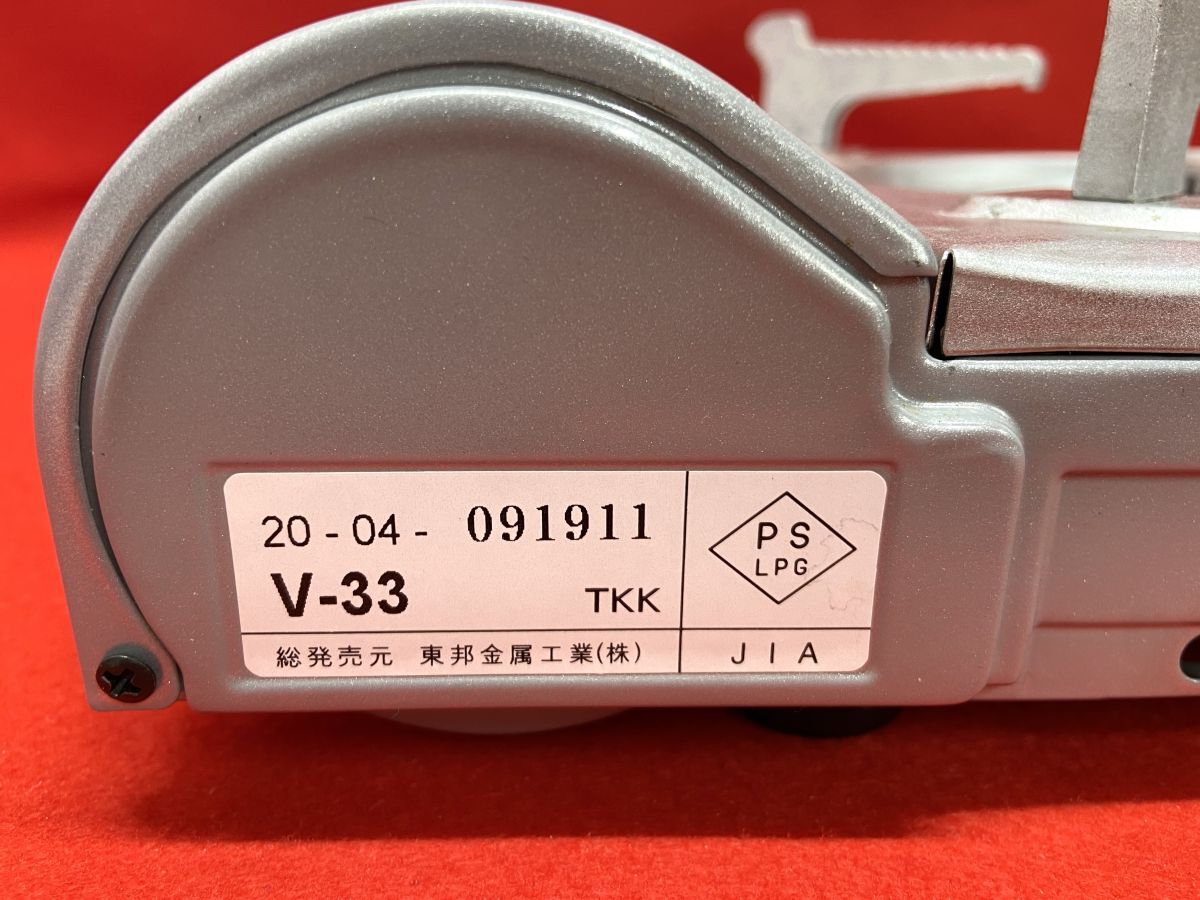 20 - 04 - 091911
V-33 TKK
総発売元 東邦金属工業(株)
PS
LPG
JIA